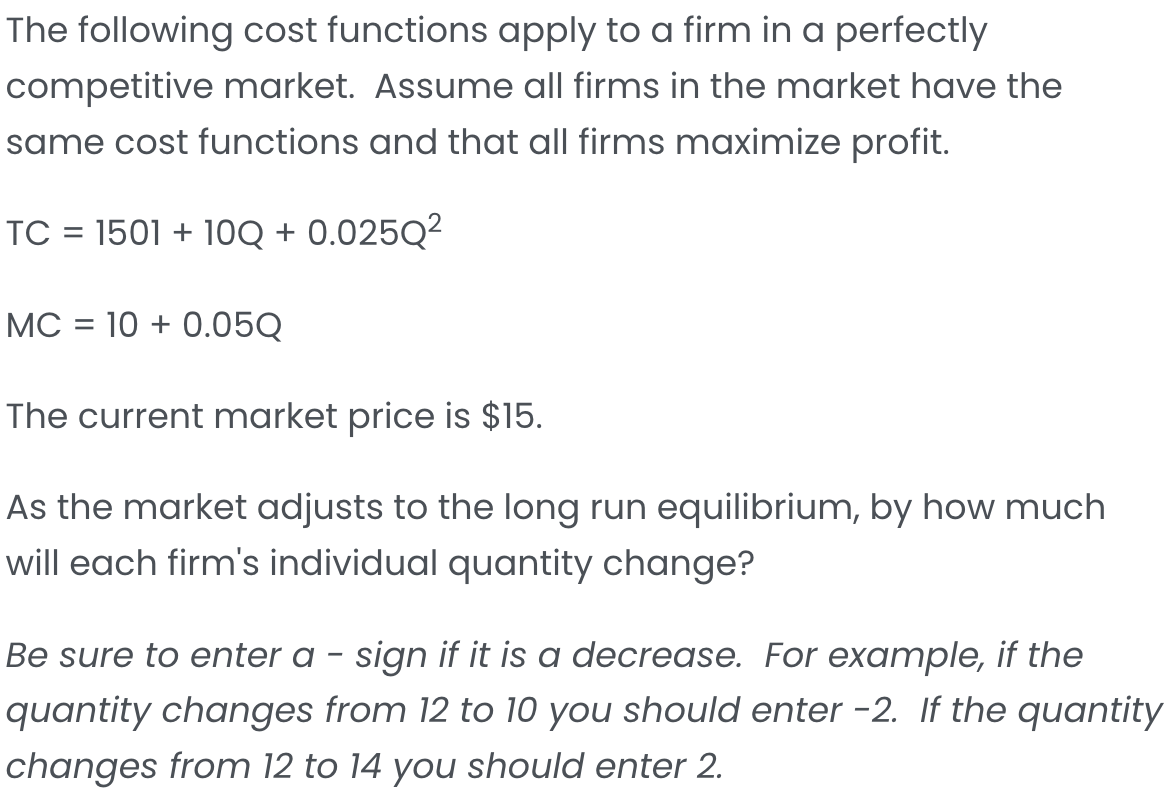 The following cost functions apply to a firm in a perfectly
competitive market.  Assume all firms in the market have the
same cost functions and that all firms maximize profit.
TC = 1501 + 10Q + 0.025Q²
MC = 10 + 0.05Q
The current market price is $15.
As the market adjusts to the long run equilibrium, by how much
will each firm's individual quantity change?
Be sure to enter a - sign if it is a decrease.  For example, if the
quantity changes from 12 to 10 you should enter -2.  If the quantity
changes from 12 to 14 you should enter 2.